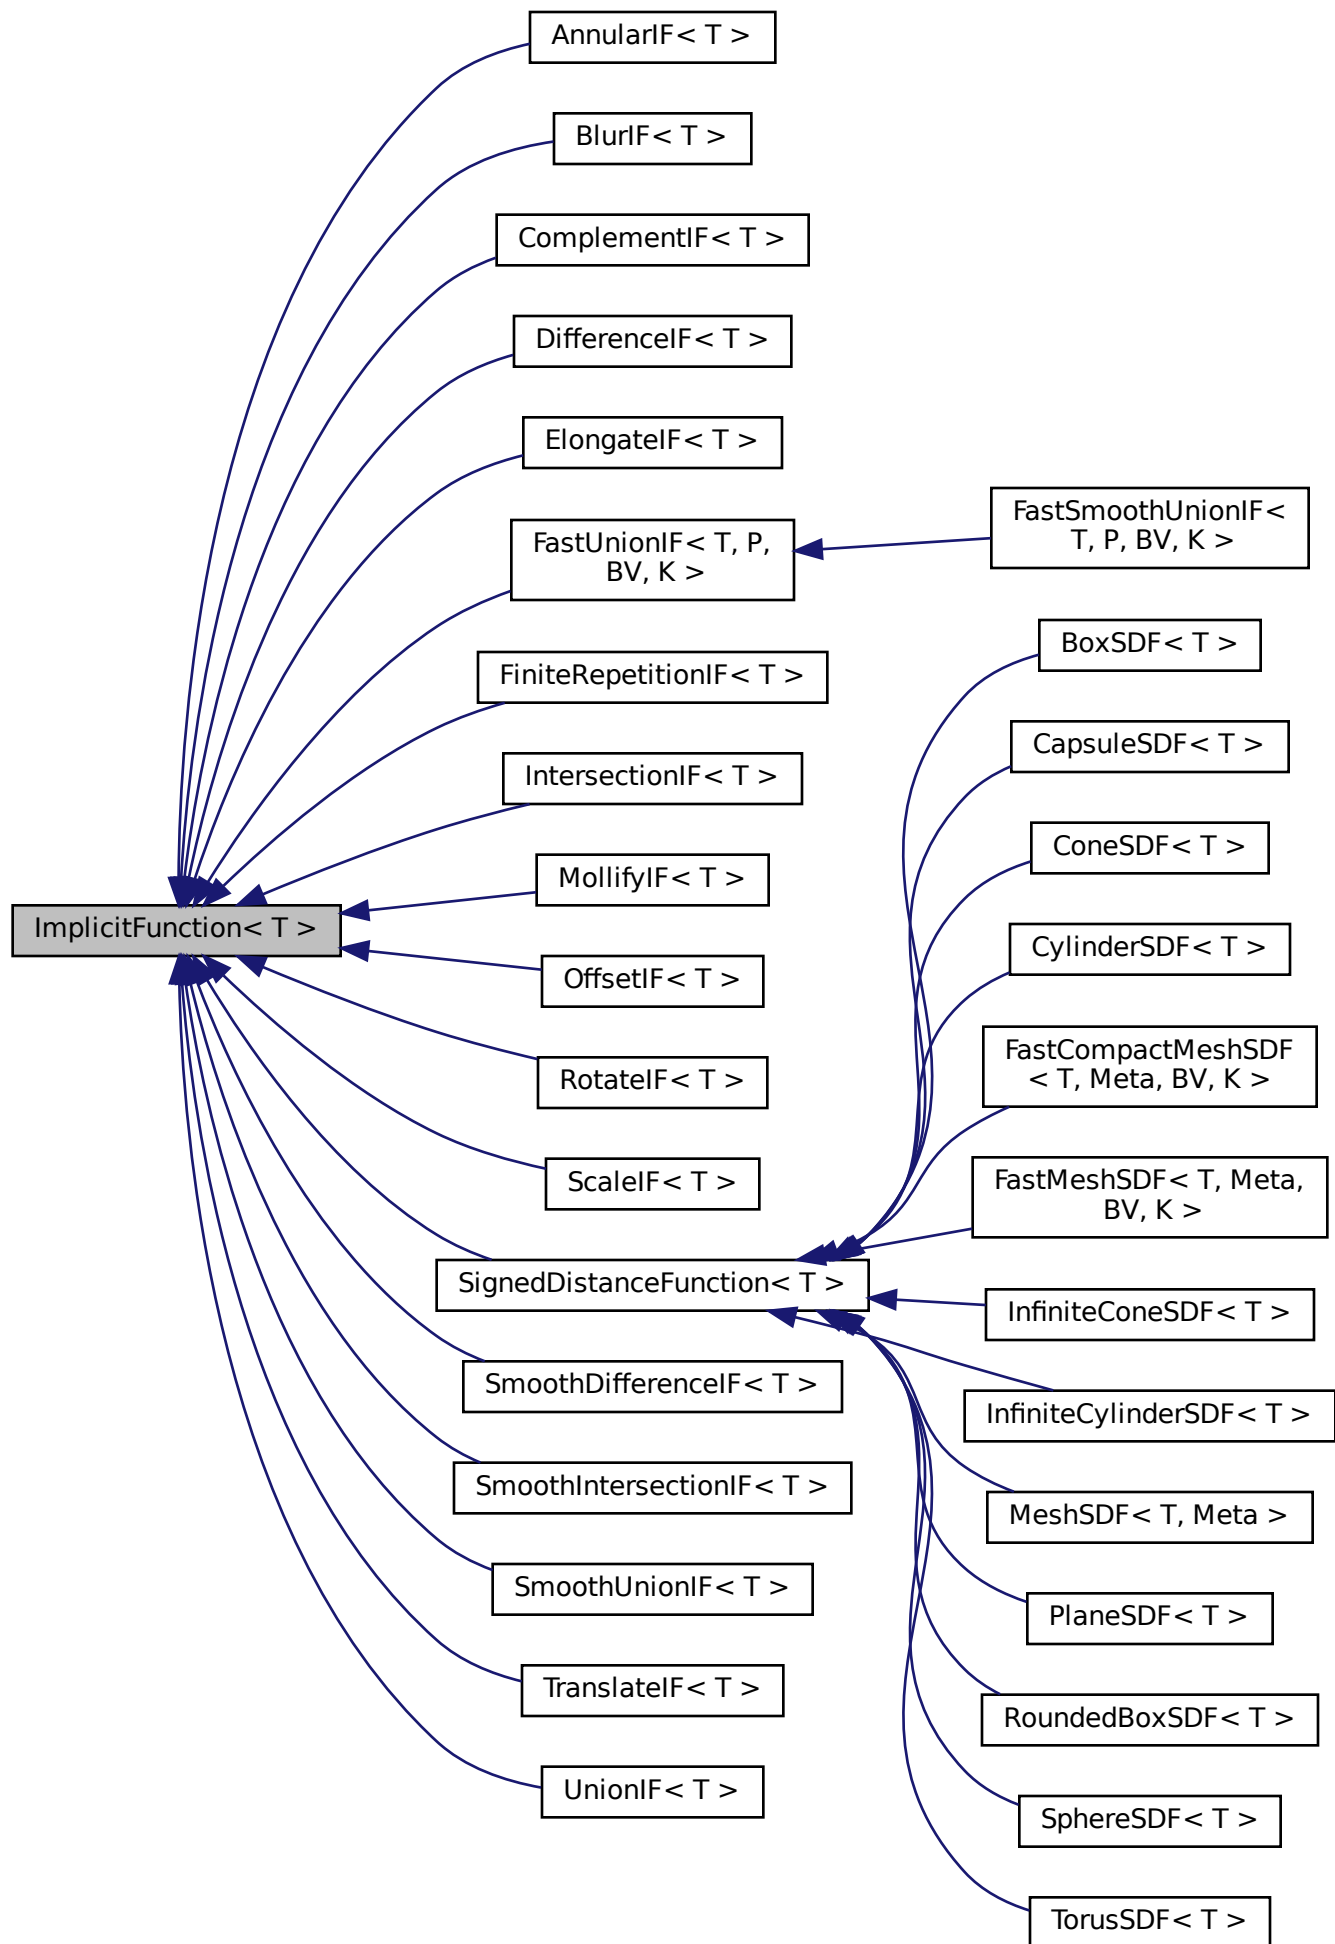 AnnularIF< T >
BlurIF< T >
ComplementIF< T >
DifferenceIF< T >
ElongateIF< T >
FastUnionIF< T, P,
BV, K >
FiniteRepetitionIF< T >
IntersectionIF< T >
MollifyIF< T >
ImplicitFunction< T >
OffsetIF< T >
RotateIF< T >
ScaleIF< T >
SignedDistanceFunction< T >
SmoothDifferenceIF< T >
SmoothIntersectionIF< T >
SmoothUnionIF< T >
TranslateIF< T >
UnionIF< T >
FastSmoothUnionIF<
T, P, BV, K >
BoxSDF< T >
CapsuleSDF< T >
ConeSDF< T >
CylinderSDF< T >
FastCompactMeshSDF
< T, Meta, BV, K >
FastMeshSDF< T, Meta,
BV, K >
InfiniteConeSDF< T >
InfiniteCylinderSDF< T >
MeshSDF< T, Meta >
PlaneSDF< T >
RoundedBoxSDF< T >
SphereSDF< T >
TorusSDF< T >